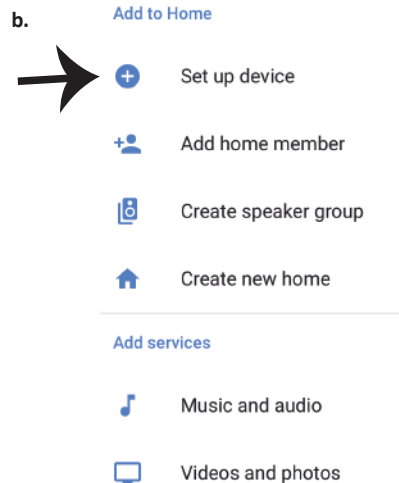 b.
Add to Home
Set up device
Add home member
Create speaker group
Create new home
Add services
Music and audio
Videos and photos